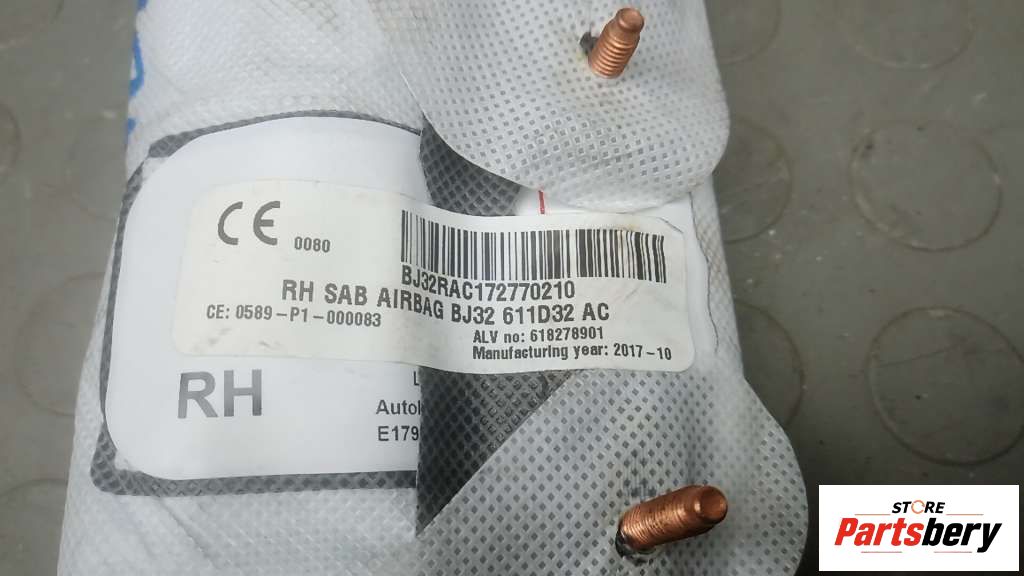 CE 0080
BJ32RAC172770210
RH SAB AIRBAG BJ32 611D32 AC
CE: 0589-P1-000083
ALV no: 618278901
Manufacturing year: 2017-10
RH
E179
STORE
Partsbery